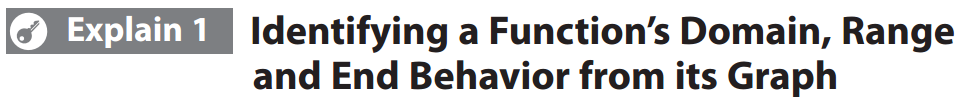 Explain 1 Identifying a Function's Domain, Range
and End Behavior from its Graph